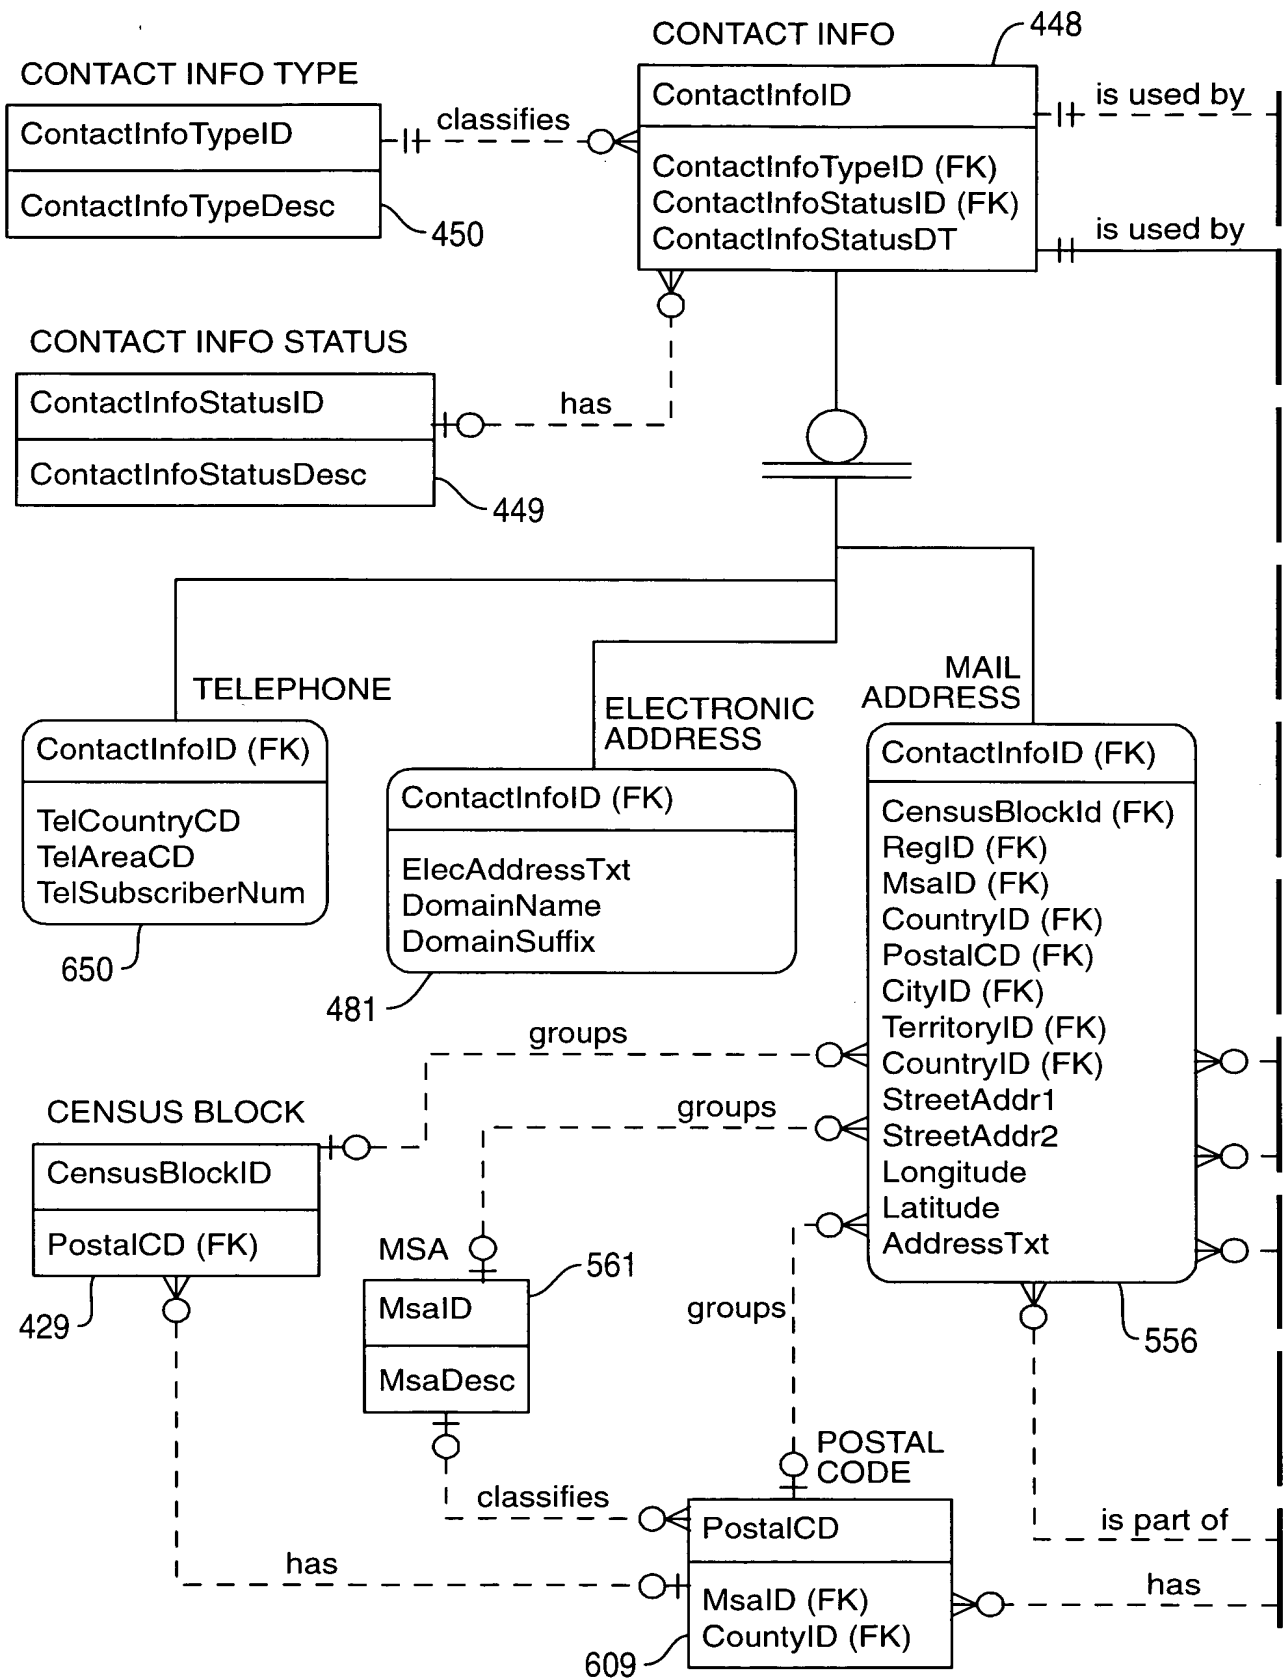 CONTACT INFO
448
ContactInfoID
ContactInfoTypeID (FK)
ContactInfoStatusID (FK)
ContactInfoStatusDT
is used by
is used by
CONTACT INFO TYPE
ContactInfoTypeID
ContactInfoTypeDesc
450
classifies
CONTACT INFO STATUS
ContactInfoStatusID
ContactInfoStatusDesc
449
has
TELEPHONE
ContactInfoID (FK)
TelCountryCD
TelAreaCD
TelSubscriberNum
650
ELECTRONIC
ADDRESS
ContactInfoID (FK)
ElecAddressTxt
DomainName
DomainSuffix
481
MAIL
ADDRESS
ContactInfoID (FK)
CensusBlockId (FK)
RegID (FK)
MsaID (FK)
CountryID (FK)
PostalCD (FK)
CityID (FK)
TerritoryID (FK)
CountryID (FK)
StreetAddr1
StreetAddr2
Longitude
Latitude
AddressTxt
556
groups
groups
groups
CENSUS BLOCK
CensusBlockID
PostalCD (FK)
429
MSA
561
MsaID
MsaDesc
classifies
has
POSTAL
CODE
PostalCD
MsaID (FK)
CountyID (FK)
609
is part of
has